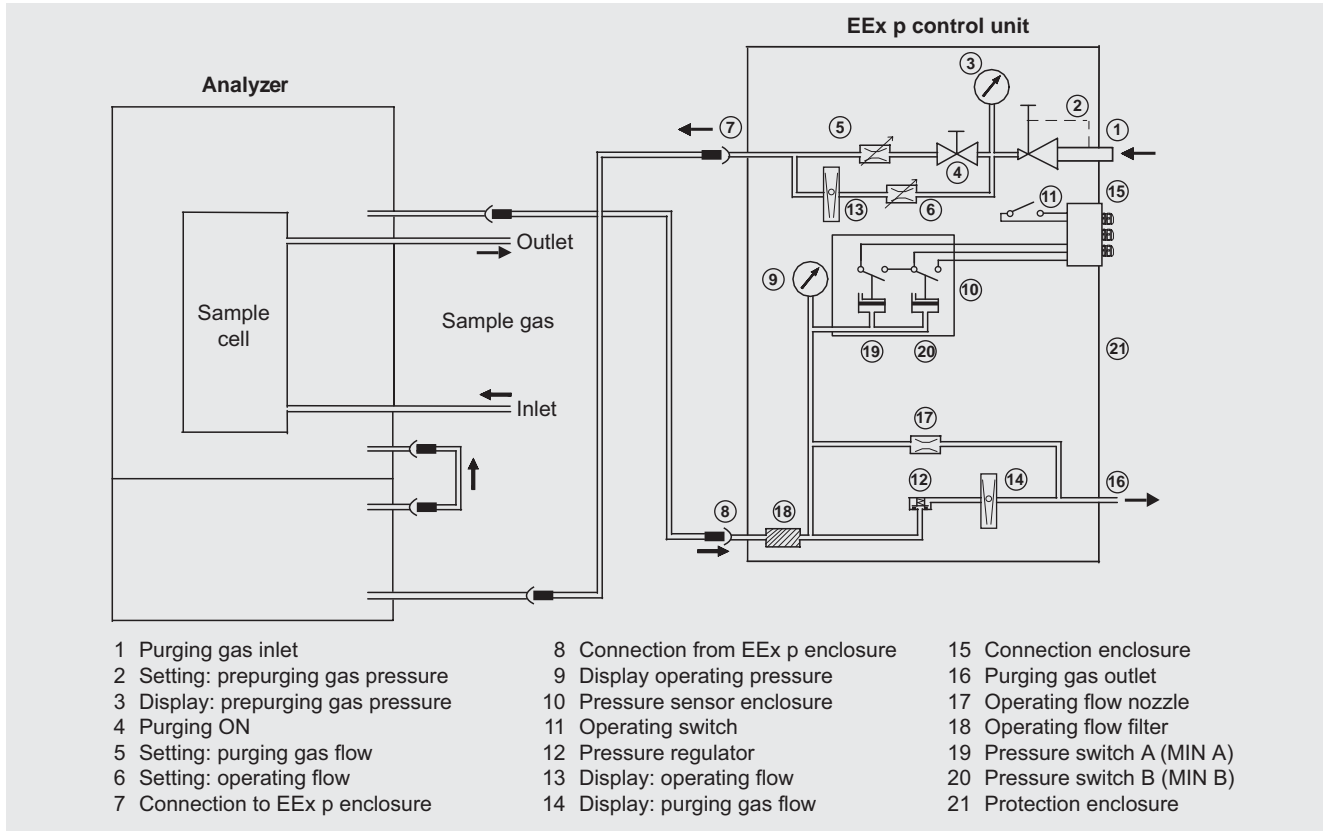 EEx p control unit
Analyzer
3
2
7
5
1
4
15
11
13
6
Outlet
9
10
Sample
cell
Sample gas
19
20
21
Inlet
17
12
14
16
8
18
1 Purging gas inlet
2 Setting: prepurging gas pressure
3 Display: prepurging gas pressure
4 Purging ON
5 Setting: purging gas flow
6 Setting: operating flow
7 Connection to EEx p enclosure
8 Connection from EEx p enclosure
9 Display operating pressure
10 Pressure sensor enclosure
11 Operating switch
12 Pressure regulator
13 Display: operating flow
14 Display: purging gas flow
15 Connection enclosure
16 Purging gas outlet
17 Operating flow nozzle
18 Operating flow filter
19 Pressure switch A (MIN A)
20 Pressure switch B (MIN B)
21 Protection enclosure